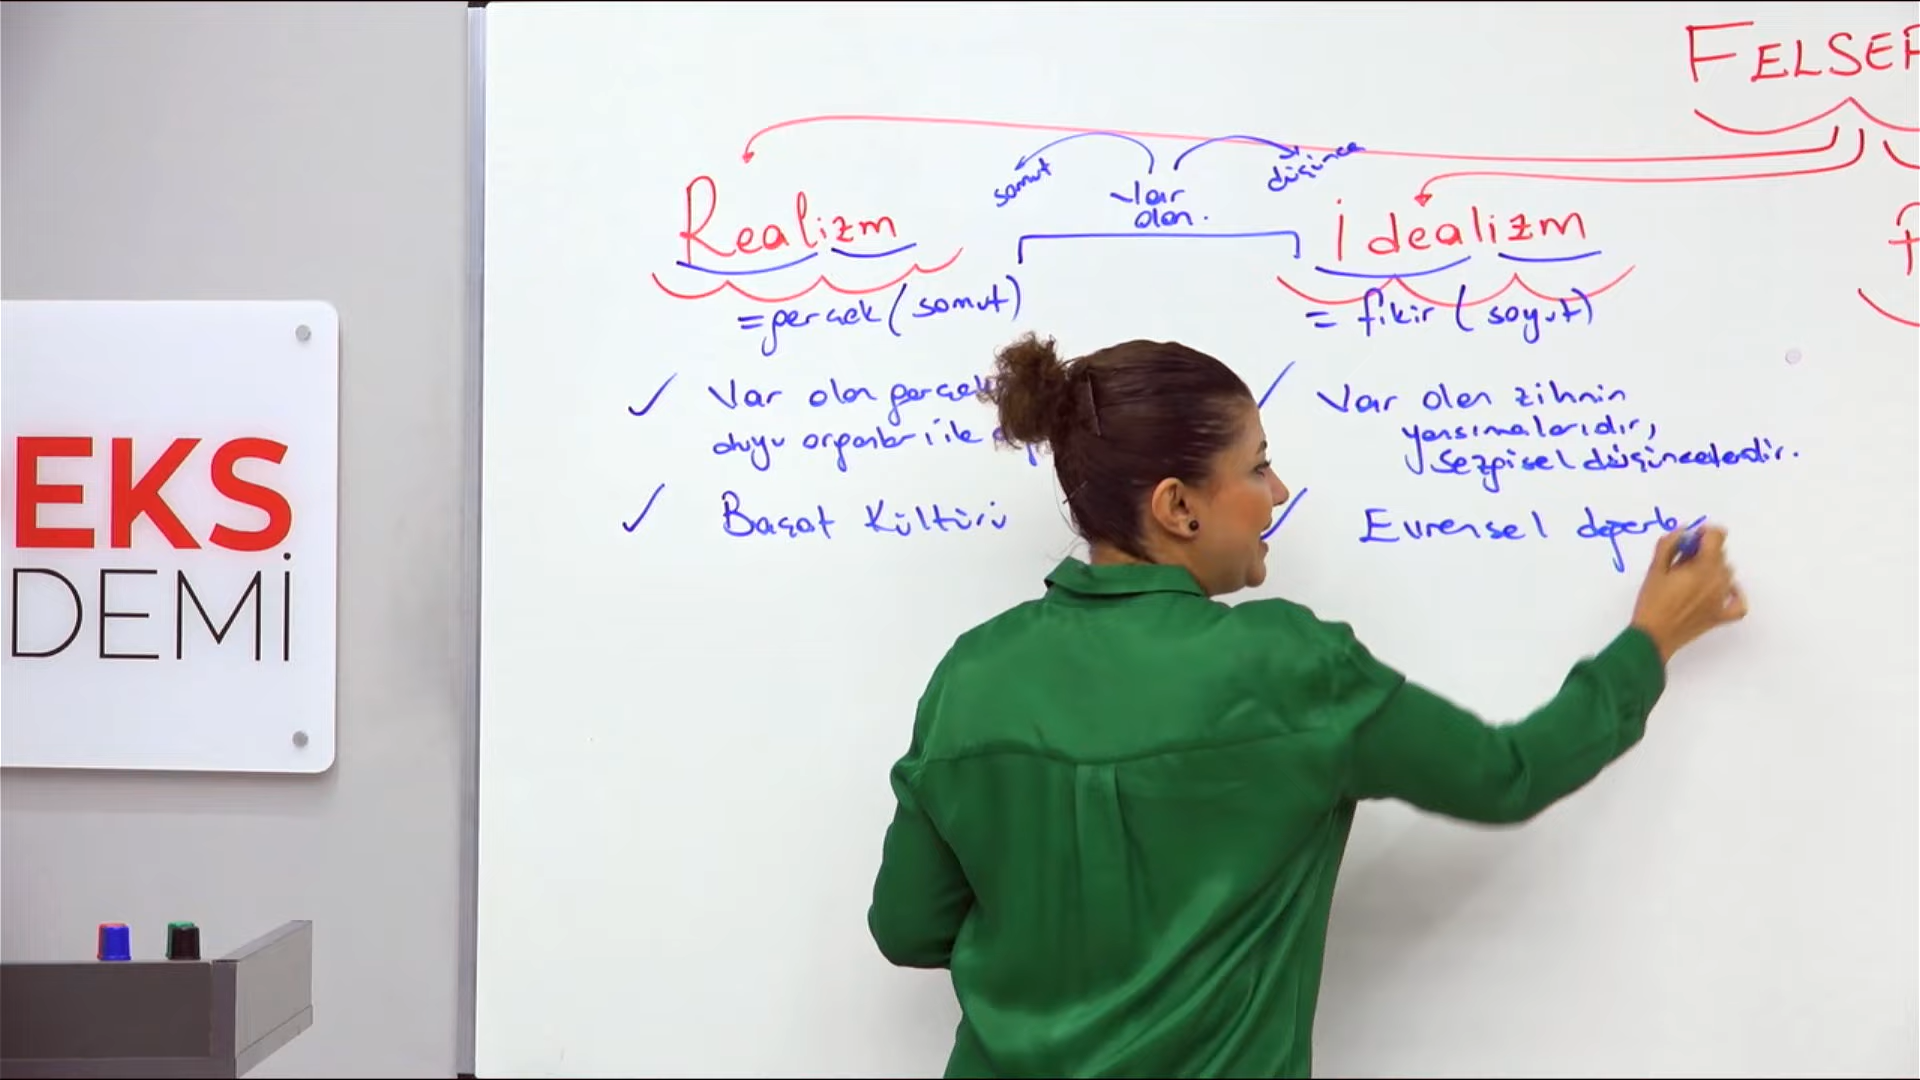 FELSEF
somut
düşünce
Var
olan.
Realizm
İdealizm
f
= gerçek (somut)
= fikir (soyut)
✓ Var olan gerçek
duyu organları ile
✓ Var olan zihnin
yansımalarıdır,
sezgisel düşüncelerdir.
✓ Başat Kültürü
✓ Evrensel değerle
EKS
DEMİ